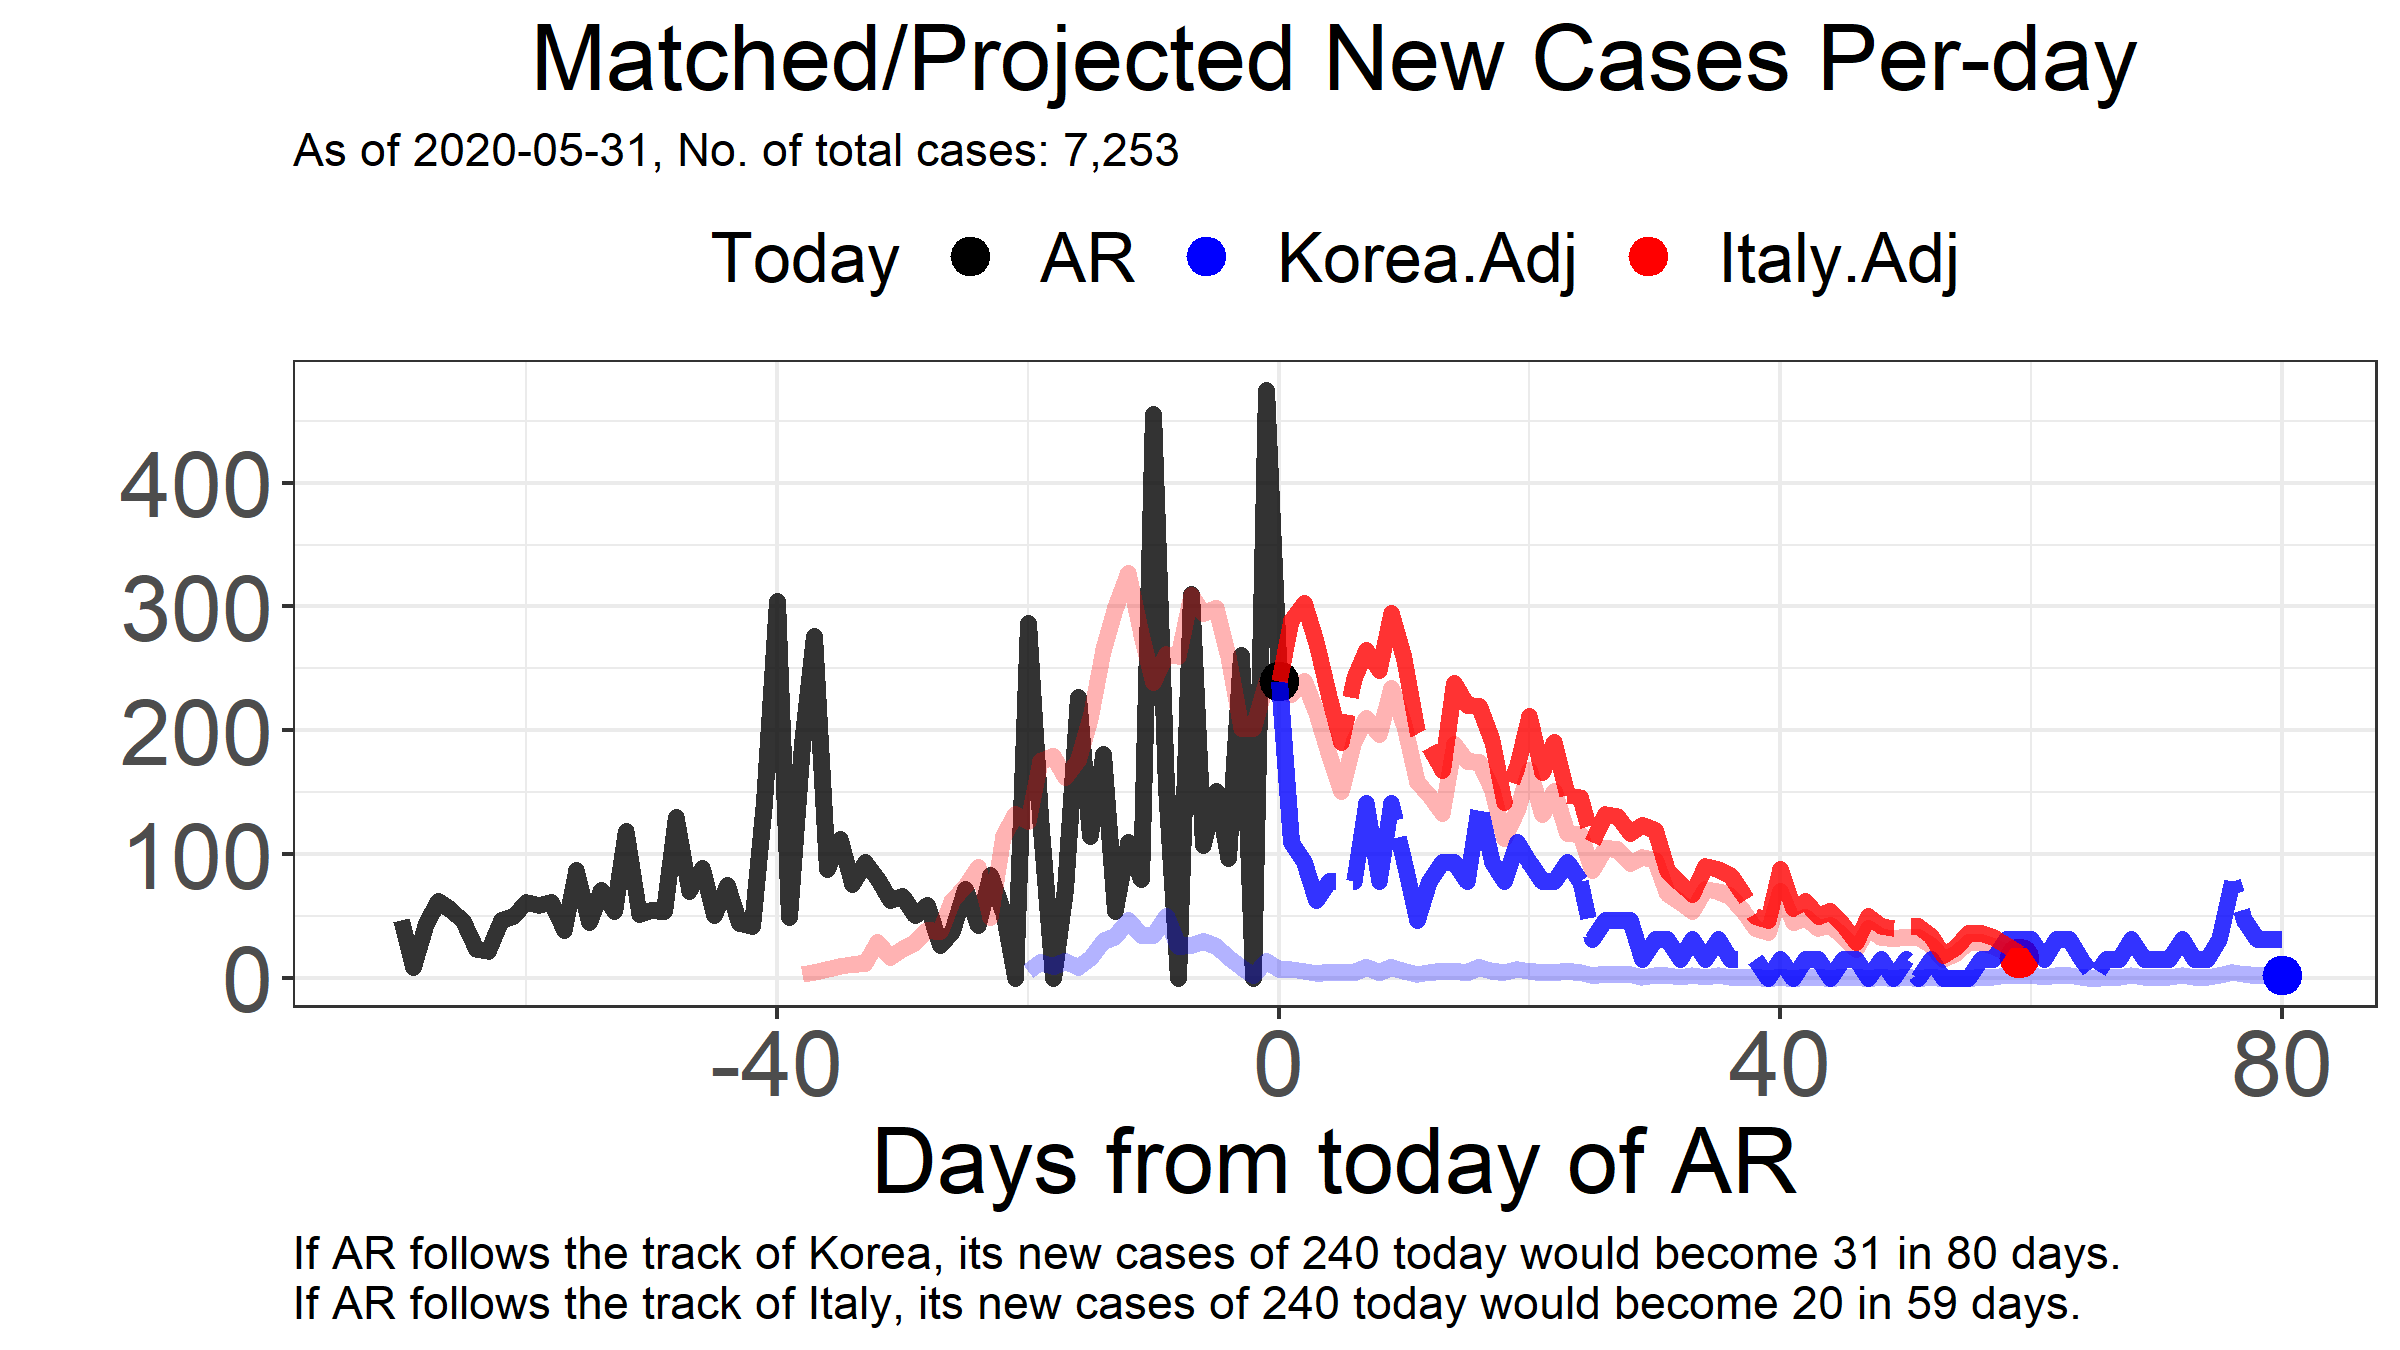 Matched/Projected New Cases Per-day
As of 2020-05-31, No. of total cases: 7,253
Today AR Korea.Adj Italy.Adj
400
300
200
100
0
-40 0 40 80
Days from today of AR
If AR follows the track of Korea, its new cases of 240 today would become 31 in 80 days.
If AR follows the track of Italy, its new cases of 240 today would become 20 in 59 days.